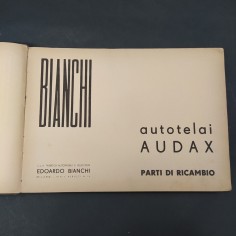 BIANCHI
EDOARDO BIANCHI
autotelai
AUDAX
PARTI DI RICAMBIO